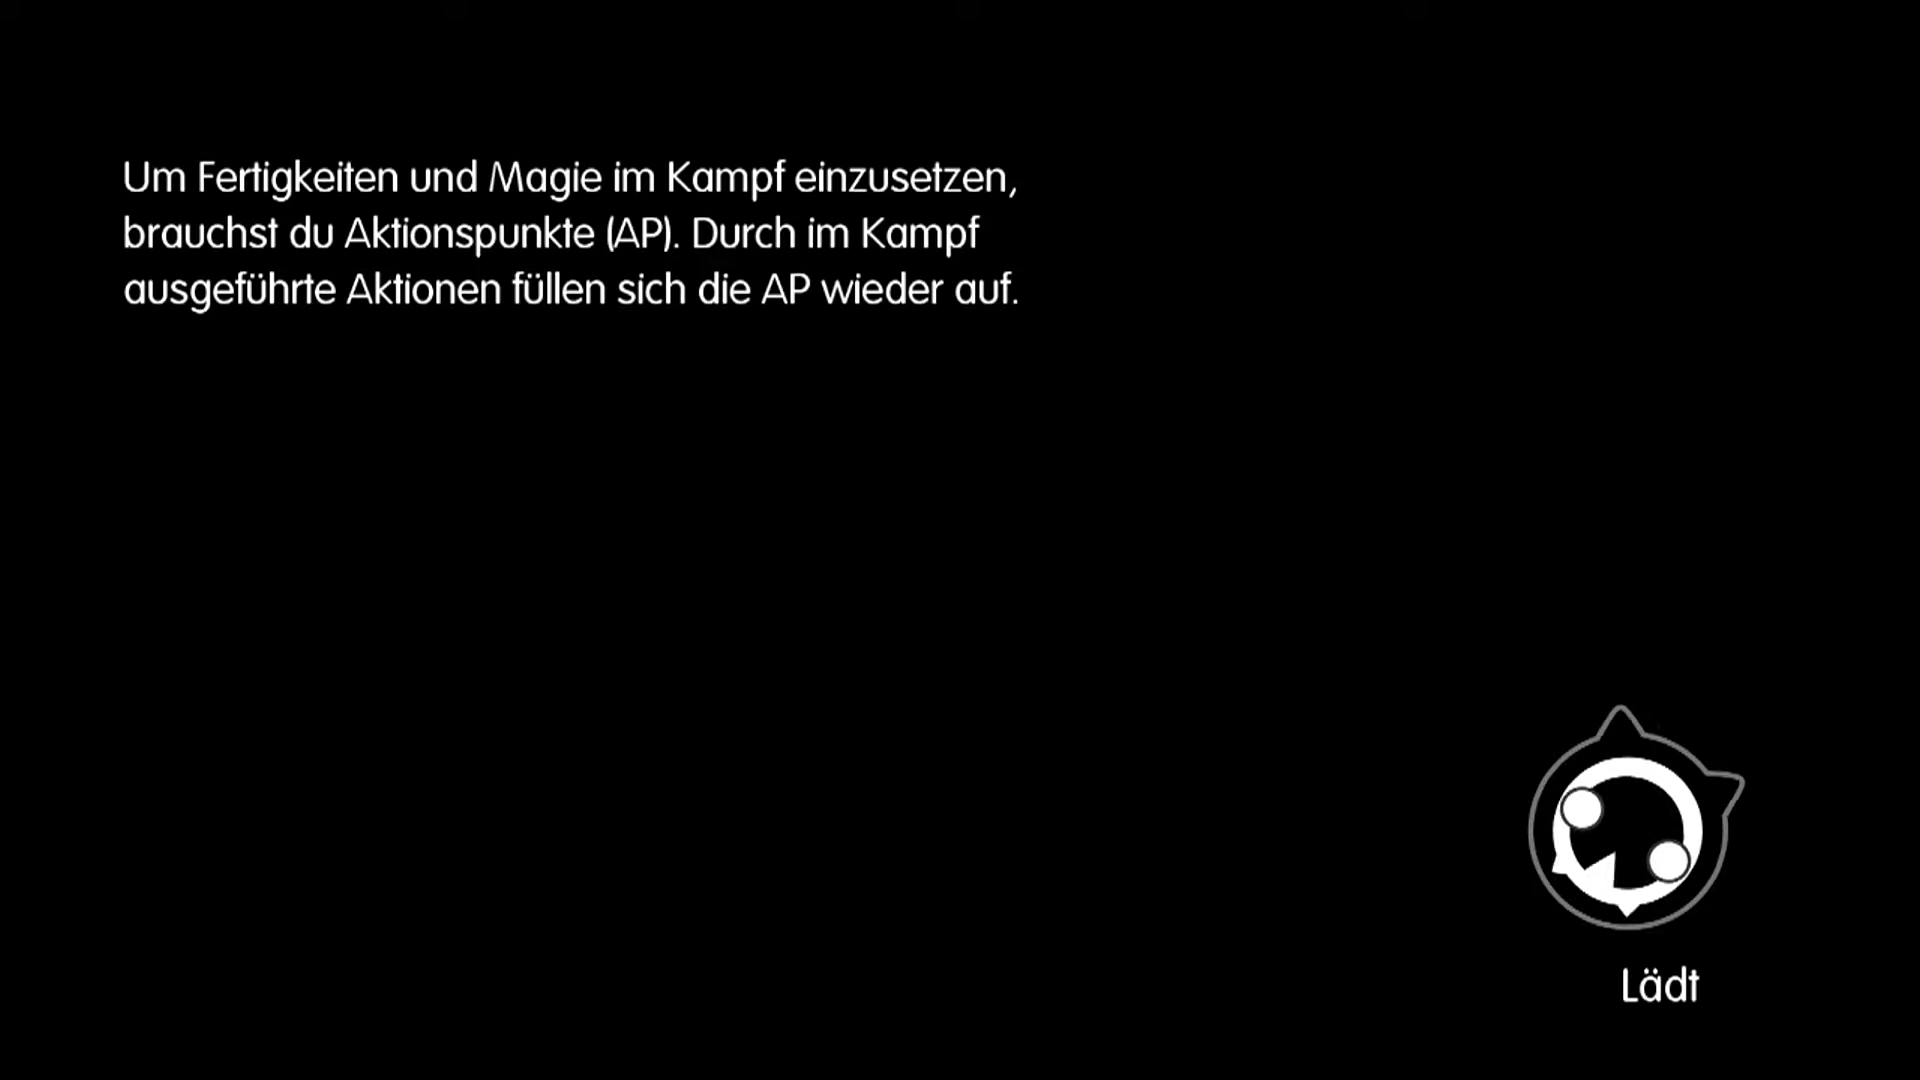 Um Fertigkeiten und Magie im Kampf einzusetzen,
brauchst du Aktionspunkte (AP). Durch im Kampf
ausgeführte Aktionen füllen sich die AP wieder auf.
Lädt